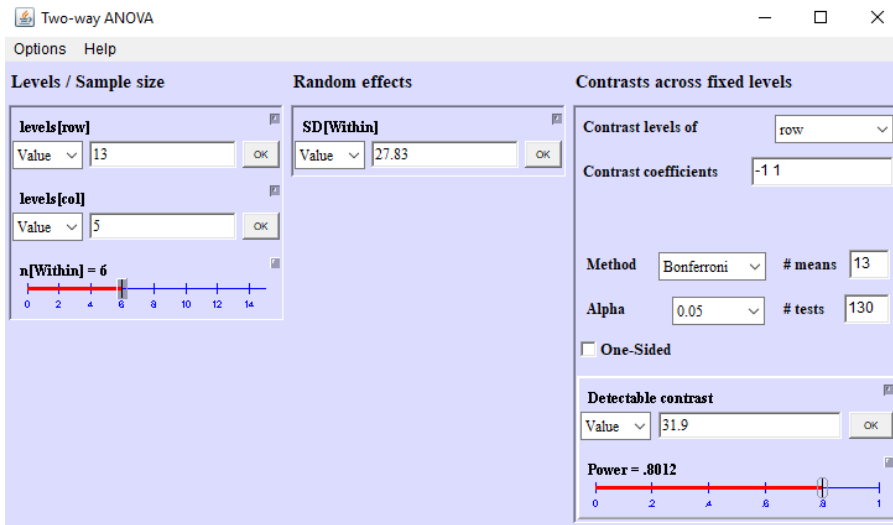 Two-way ANOVA
Options Help
Levels / Sample size
levels[row]
Value 13 OK
levels[col]
Value 5 OK
n[Within] = 6
0 2 4 6 8 10 12 14
Random effects
SD[Within]
Value 27.83 OK
Contrasts across fixed levels
Contrast levels of row
Contrast coefficients -1 1
Method Bonferroni # means 13
Alpha 0.05 # tests 130
One-Sided
Detectable contrast
Value 31.9 OK
Power = .8012
0 .2 .4 .6 .8 1